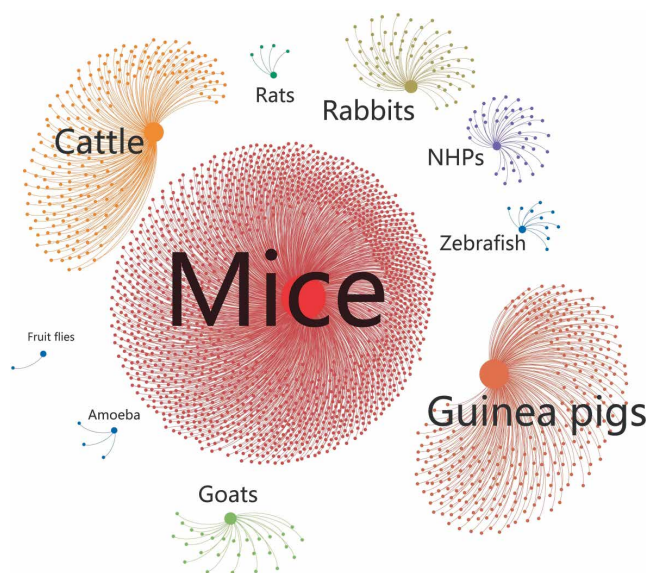 Rats
Rabbits
Cattle
NHPs
Zebrafish
Mice
Fruit flies
Guinea pigs
Amoeba
Goats